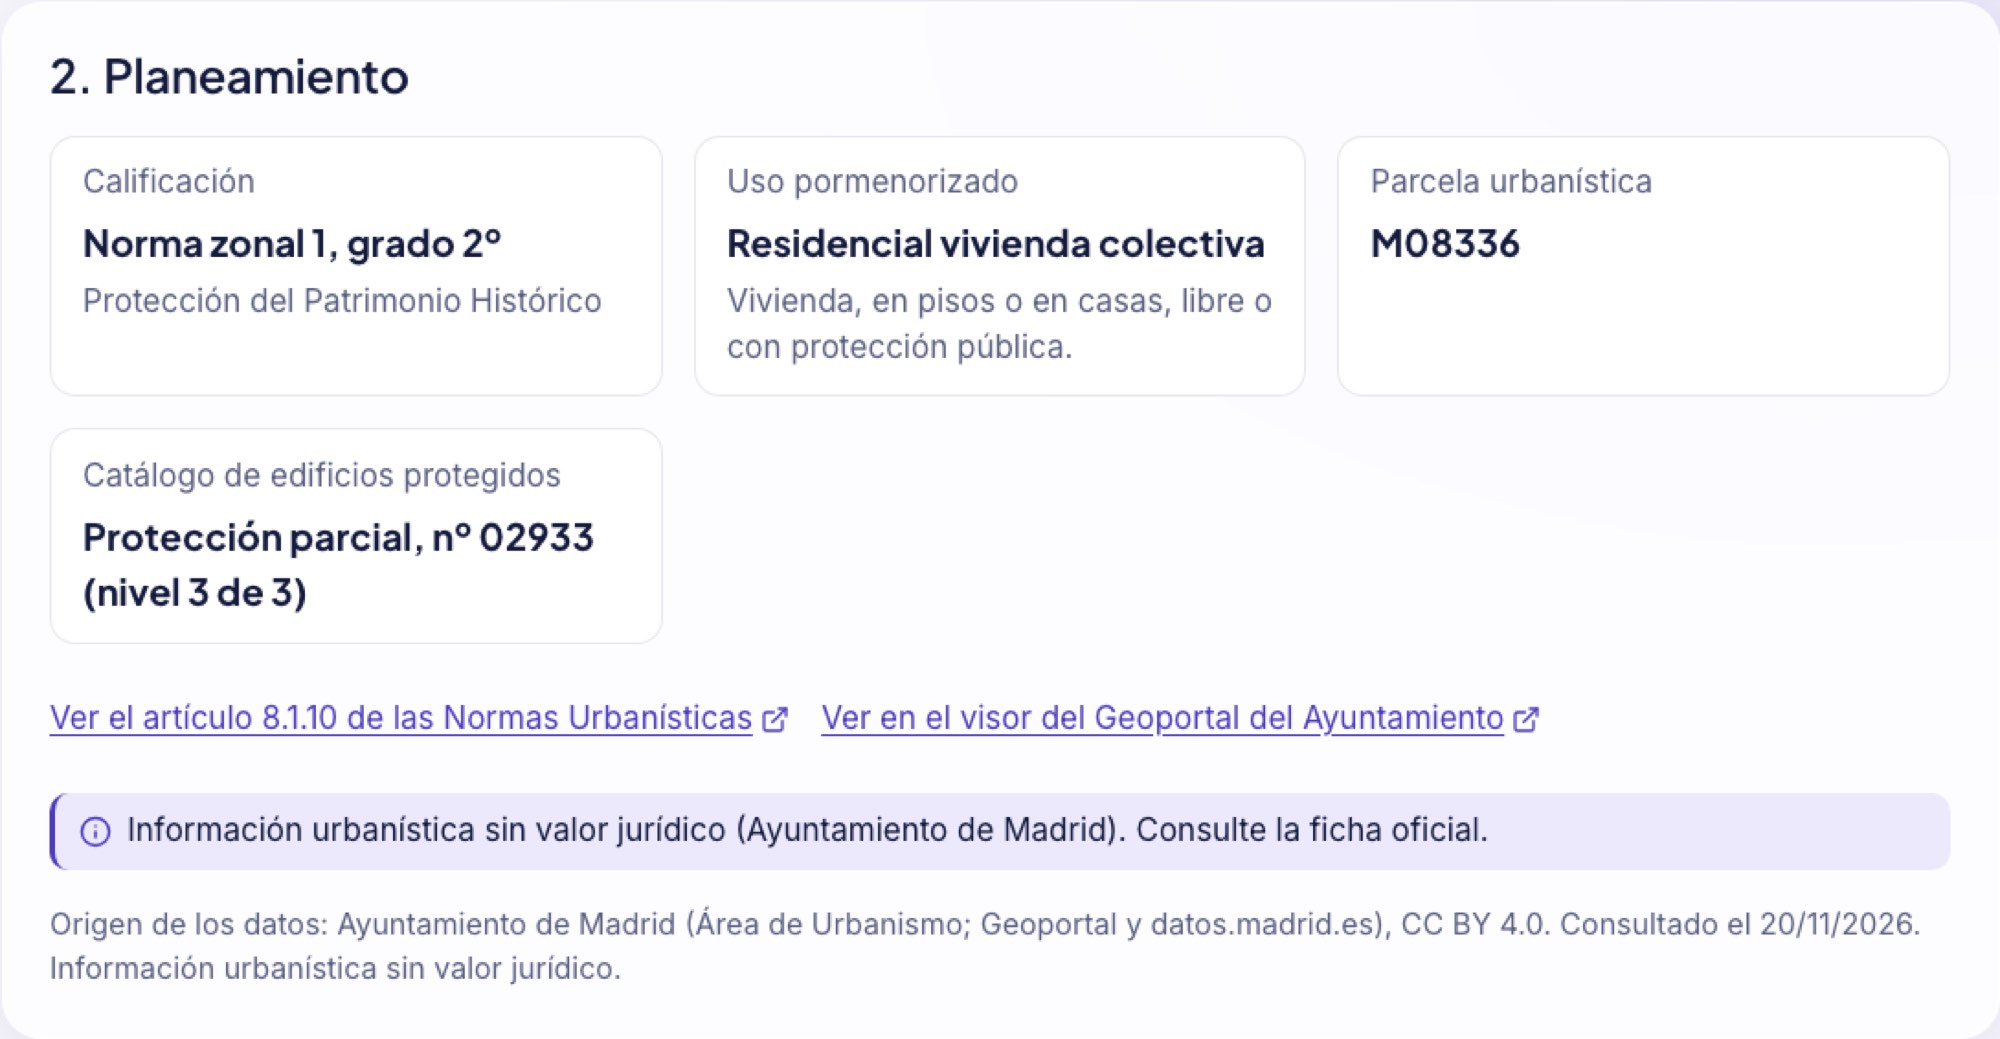 2. Planeamiento
Calificación
Norma zonal 1, grado 2º
Protección del Patrimonio Histórico
Uso pormenorizado
Residencial vivienda colectiva
Vivienda, en pisos o en casas, libre o
con protección pública.
Parcela urbanística
M08336
Catálogo de edificios protegidos
Protección parcial, nº 02933
(nivel 3 de 3)
Ver el artículo 8.1.10 de las Normas Urbanísticas
Ver en el visor del Geoportal del Ayuntamiento
Información urbanística sin valor jurídico (Ayuntamiento de Madrid). Consulte la ficha oficial.
Origen de los datos: Ayuntamiento de Madrid (Área de Urbanismo; Geoportal y datos.madrid.es), CC BY 4.0. Consultado el 20/11/2026.
Información urbanística sin valor jurídico.